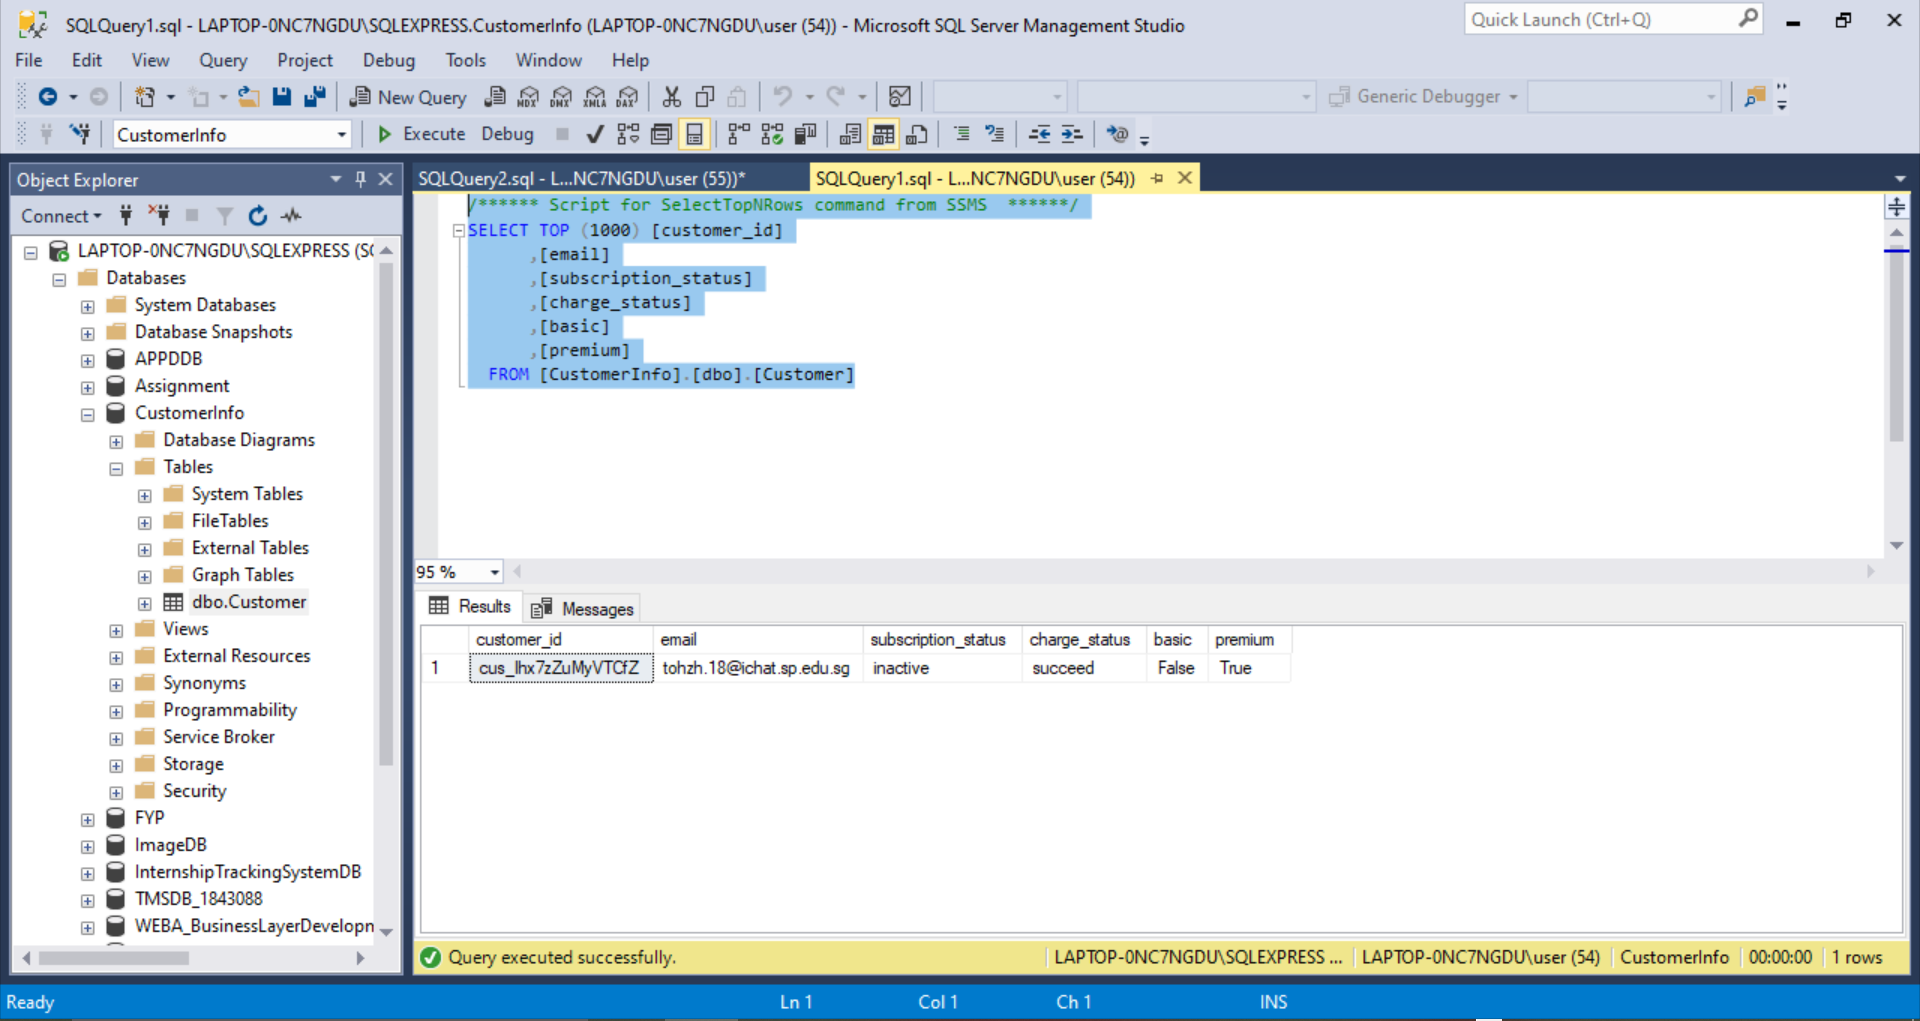 SQLQuery1.sql - LAPTOP-0NC7NGDU\SQLEXPRESS.CustomerInfo (LAPTOP-0NC7NGDU\user (54)) - Microsoft SQL Server Management Studio
Quick Launch (Ctrl+Q)
File Edit View Query Project Debug Tools Window Help
New Query MDX DMX XMLA DAX Generic Debugger
CustomerInfo Execute Debug
Object Explorer
SQLQuery2.sql - L...NC7NGDU\user (55))* SQLQuery1.sql - L...NC7NGDU\user (54))
Connect
LAPTOP-0NC7NGDU\SQLEXPRESS (SQ
Databases
System Databases
Database Snapshots
APPDDB
Assignment
CustomerInfo
Database Diagrams
Tables
System Tables
FileTables
External Tables
Graph Tables
dbo.Customer
Views
External Resources
Synonyms
Programmability
Service Broker
Storage
Security
FYP
ImageDB
InternshipTrackingSystemDB
TMSDB_1843088
WEBA_BusinessLayerDevelopn
/****** Script for SelectTopNRows command from SSMS ******/
SELECT TOP (1000) [customer_id]
,[email]
,[subscription_status]
,[charge_status]
,[basic]
,[premium]
FROM [CustomerInfo].[dbo].[Customer]
95 %
Results Messages
customer_id email subscription_status charge_status basic premium
1 cus_Ihx7zZuMyVTCfZ tohzh.18@ichat.sp.edu.sg inactive succeed False True
Query executed successfully. LAPTOP-0NC7NGDU\SQLEXPRESS ... LAPTOP-0NC7NGDU\user (54) CustomerInfo 00:00:00 1 rows
Ready Ln 1 Col 1 Ch 1 INS